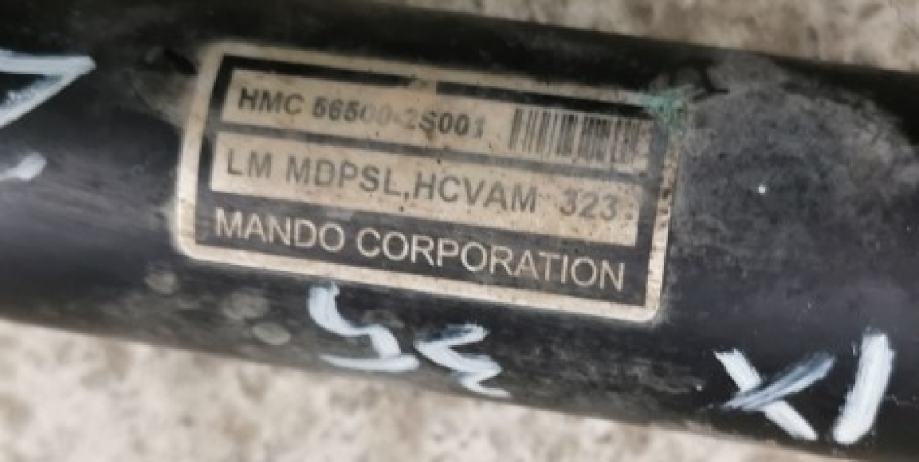 HMC 56500-2S001
LM MDPSL,HCVAM 323
MANDO CORPORATION